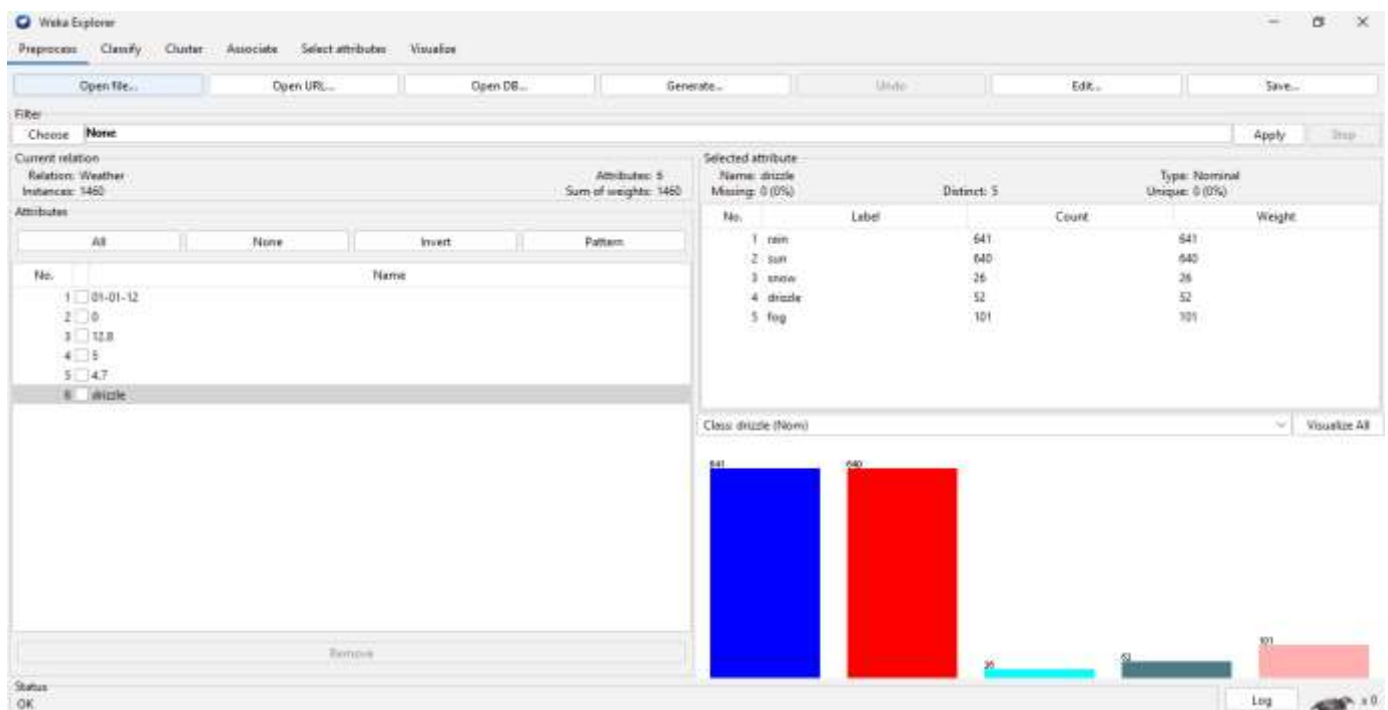 Weka Explorer
Preprocess Classify Cluster Associate Select attributes Visualize
Open file... Open URL... Open DB... Generate... Undo Edit... Save...
Filter
Choose None Apply Stop
Current relation
Relation: Weather Attributes: 6
Instances: 1460 Sum of weights: 1460
Selected attribute
Name: drizzle Type: Nominal
Missing: 0 (0%) Distinct: 5 Unique: 0 (0%)
Attributes
All None Invert Pattern
No. Name
1 01-01-12
2 0
3 12.8
4 5
5 4.7
6 drizzle
Remove
No. Label Count Weight
1 rain 641 641
2 sun 640 640
3 snow 26 26
4 drizzle 52 52
5 fog 101 101
Class: drizzle (Nom) Visualize All
641 640 26 52 101
Status
OK Log x 0